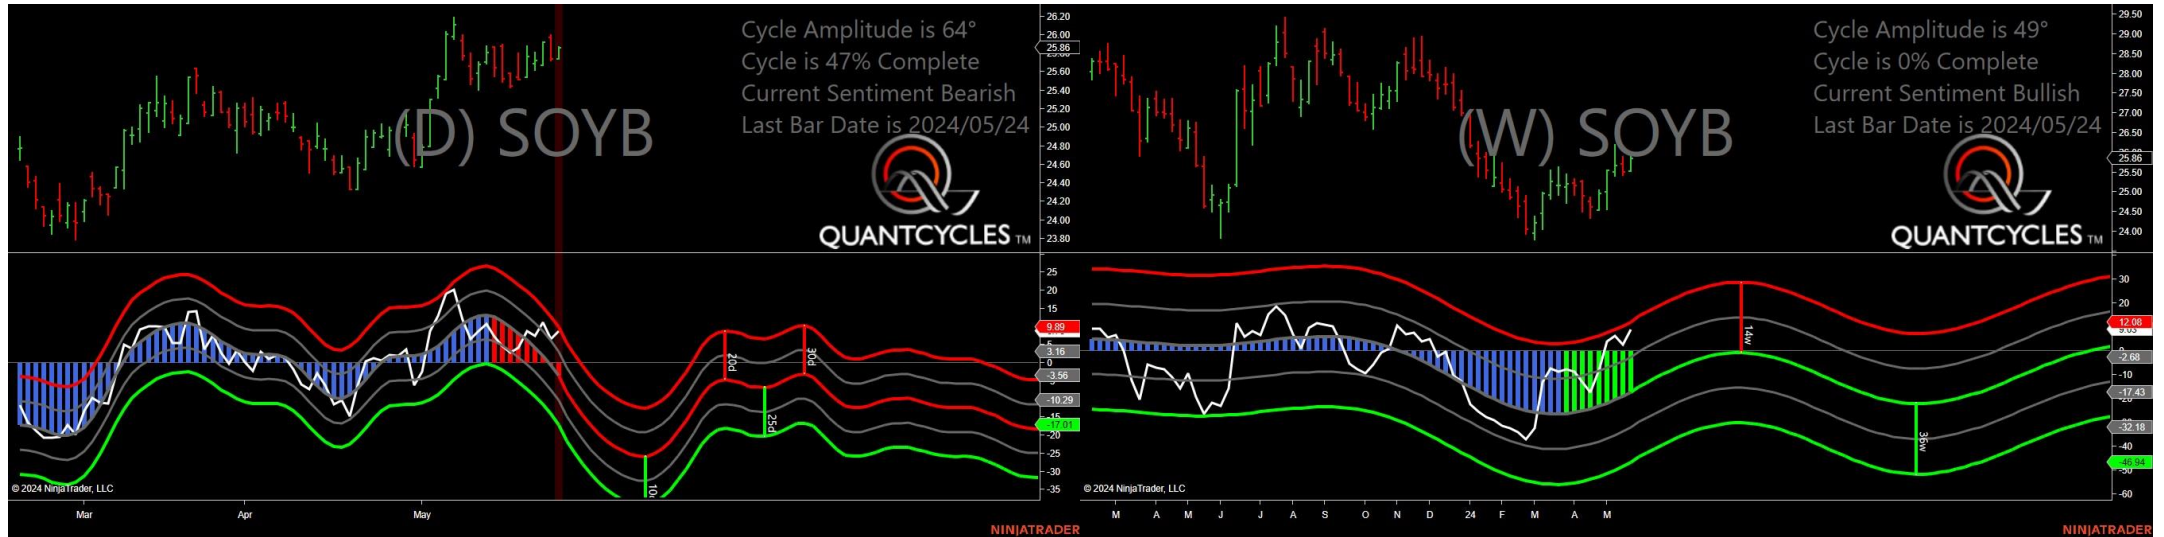 Cycle Amplitude is 64°
Cycle is 47% Complete
Current Sentiment Bearish
Last Bar Date is 2024/05/24
(D) SOYB
QUANTCYCLES TM
26.20
26.00
25.86
25.60
25.40
25.20
25.00
24.80
24.60
24.40
24.20
24.00
23.80
25
20
15
9.89
3.16
0
-3.56
-10.29
-15
-17.01
-20
-25
-30
-35
20d
30d
25d
© 2024 NinjaTrader, LLC
Mar
Apr
May
NINJATRADER
Cycle Amplitude is 49°
Cycle is 0% Complete
Current Sentiment Bullish
Last Bar Date is 2024/05/24
(W) SOYB
QUANTCYCLES TM
29.50
29.00
28.50
28.00
27.50
27.00
26.50
25.86
25.50
25.00
24.50
24.00
30
20
12.08
-2.68
-10
-17.43
-32.18
-40
-46.94
-60
14w
36w
© 2024 NinjaTrader, LLC
M A M J J A S O N D 24 F M A M
NINJATRADER